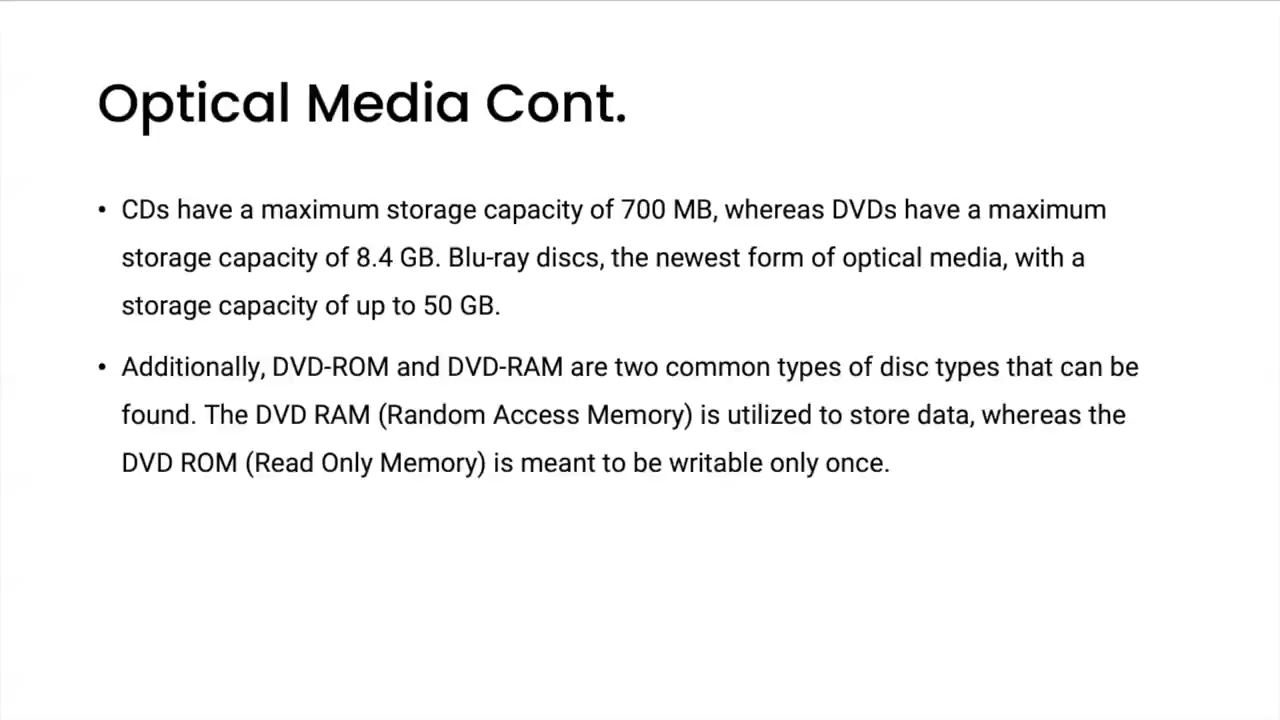 Optical Media Cont.
• CDs have a maximum storage capacity of 700 MB, whereas DVDs have a maximum
storage capacity of 8.4 GB. Blu-ray discs, the newest form of optical media, with a
storage capacity of up to 50 GB.
• Additionally, DVD-ROM and DVD-RAM are two common types of disc types that can be
found. The DVD RAM (Random Access Memory) is utilized to store data, whereas the
DVD ROM (Read Only Memory) is meant to be writable only once.